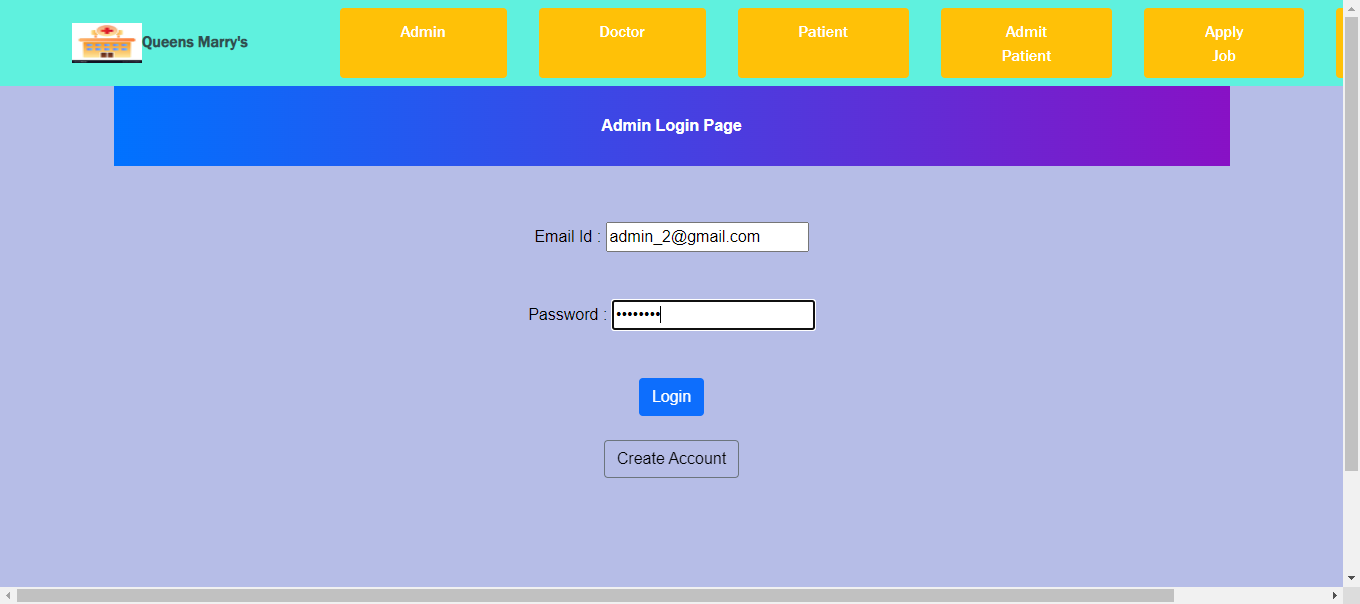 Queens Marry's
Admin
Doctor
Patient
Admit
Patient
Apply
Job
Admin Login Page
Email Id : admin_2@gmail.com
Password : ••••••••
Login
Create Account